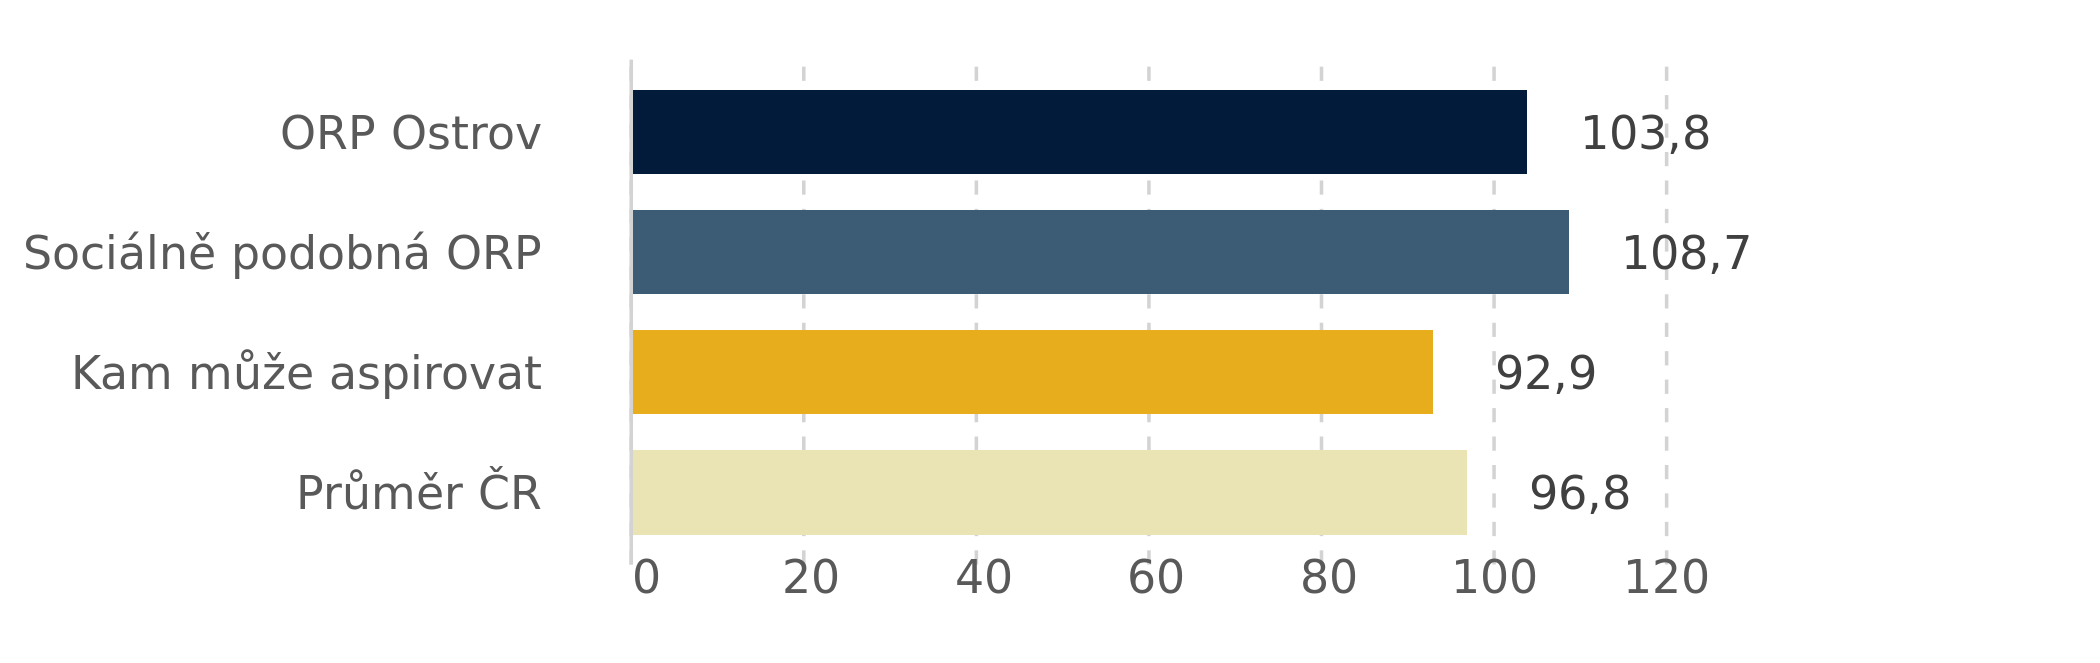 ORP Ostrov 103,8
Sociálně podobná ORP 108,7
Kam může aspirovat 92,9
Průměr ČR 96,8
0 20 40 60 80 100 120